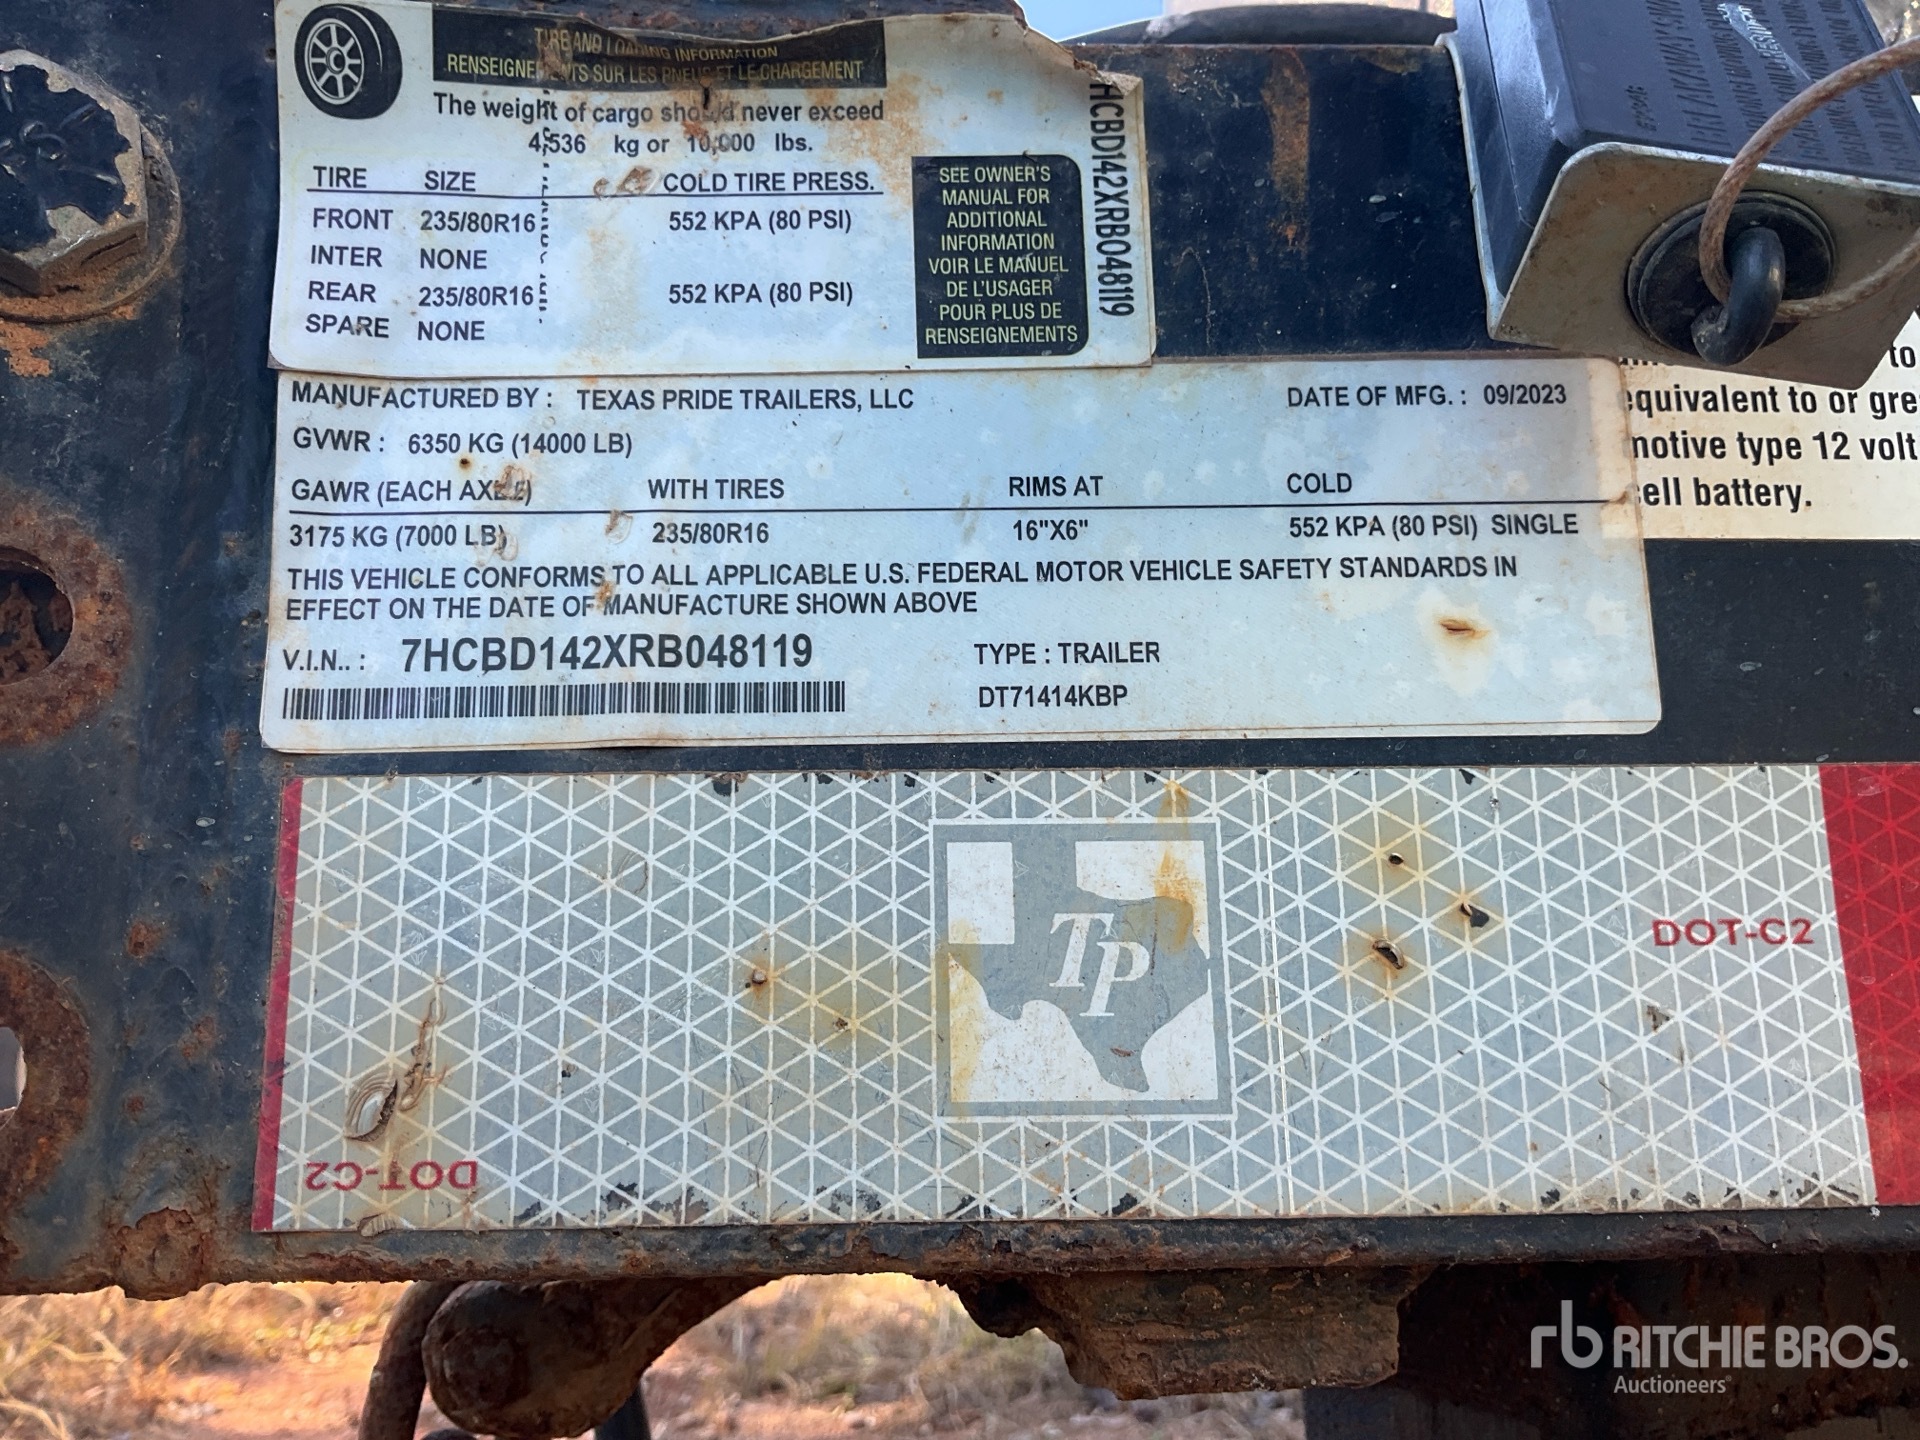 TIRE AND LOADING INFORMATION
RENSEIGNEMENTS SUR LES PNEUS ET LE CHARGEMENT
The weight of cargo should never exceed
4,536 kg or 10,000 lbs.
TIRE SIZE COLD TIRE PRESS.
FRONT 235/80R16 552 KPA (80 PSI)
INTER NONE
REAR 235/80R16 552 KPA (80 PSI)
SPARE NONE
SEE OWNER'S
MANUAL FOR
ADDITIONAL
INFORMATION
VOIR LE MANUEL
DE L'USAGER
POUR PLUS DE
RENSEIGNEMENTS
HCBD142XRB048119
MANUFACTURED BY : TEXAS PRIDE TRAILERS, LLC DATE OF MFG. : 09/2023
GVWR : 6350 KG (14000 LB)
GAWR (EACH AXLE) WITH TIRES RIMS AT COLD
3175 KG (7000 LB) 235/80R16 16"X6" 552 KPA (80 PSI) SINGLE
THIS VEHICLE CONFORMS TO ALL APPLICABLE U.S. FEDERAL MOTOR VEHICLE SAFETY STANDARDS IN
EFFECT ON THE DATE OF MANUFACTURE SHOWN ABOVE
V.I.N.. : 7HCBD142XRB048119 TYPE : TRAILER
DT71414KBP
to
equivalent to or gre
motive type 12 volt
cell battery.
TP
DOT-C2
DOT-C2
rb RITCHIE BROS.
Auctioneers